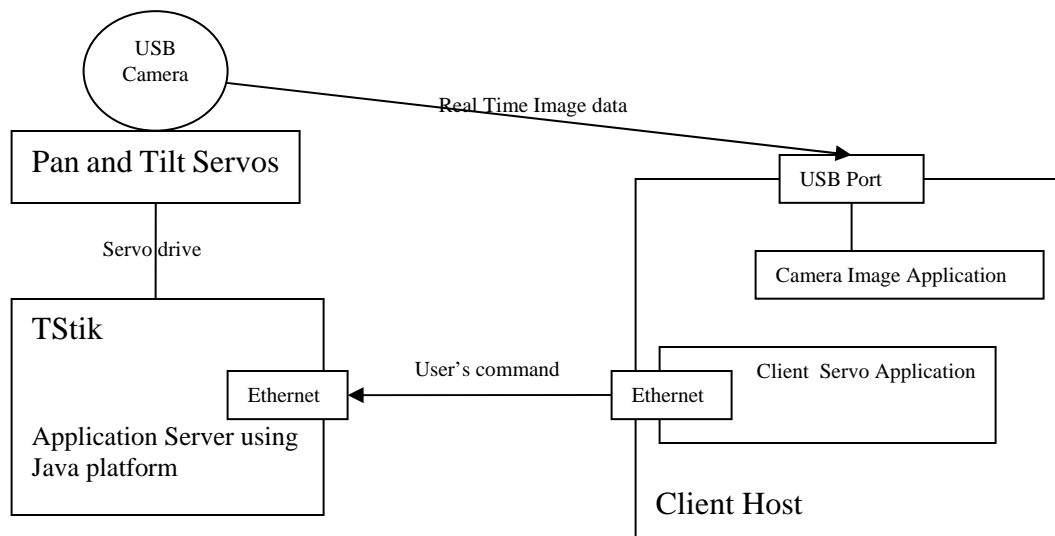 USB
Camera
Real Time Image data
Pan and Tilt Servos
USB Port
Servo drive
Camera Image Application
TStik
User's command
Client Servo Application
Ethernet
Ethernet
Application Server using
Java platform
Client Host